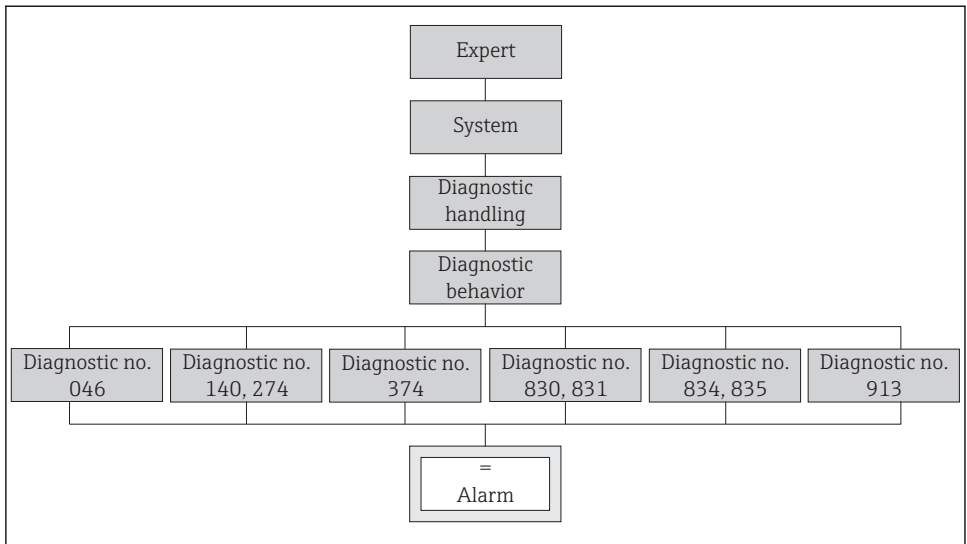 Expert
System
Diagnostic
handling
Diagnostic
behavior
Diagnostic no.
046
Diagnostic no.
140, 274
Diagnostic no.
374
Diagnostic no.
830, 831
Diagnostic no.
834, 835
Diagnostic no.
913
=
Alarm